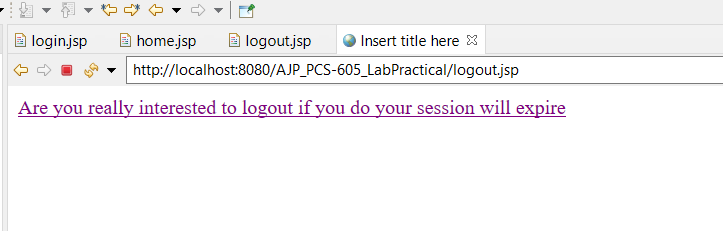 login.jsp home.jsp logout.jsp Insert title here
http://localhost:8080/AJP_PCS-605_LabPractical/logout.jsp
Are you really interested to logout if you do your session will expire